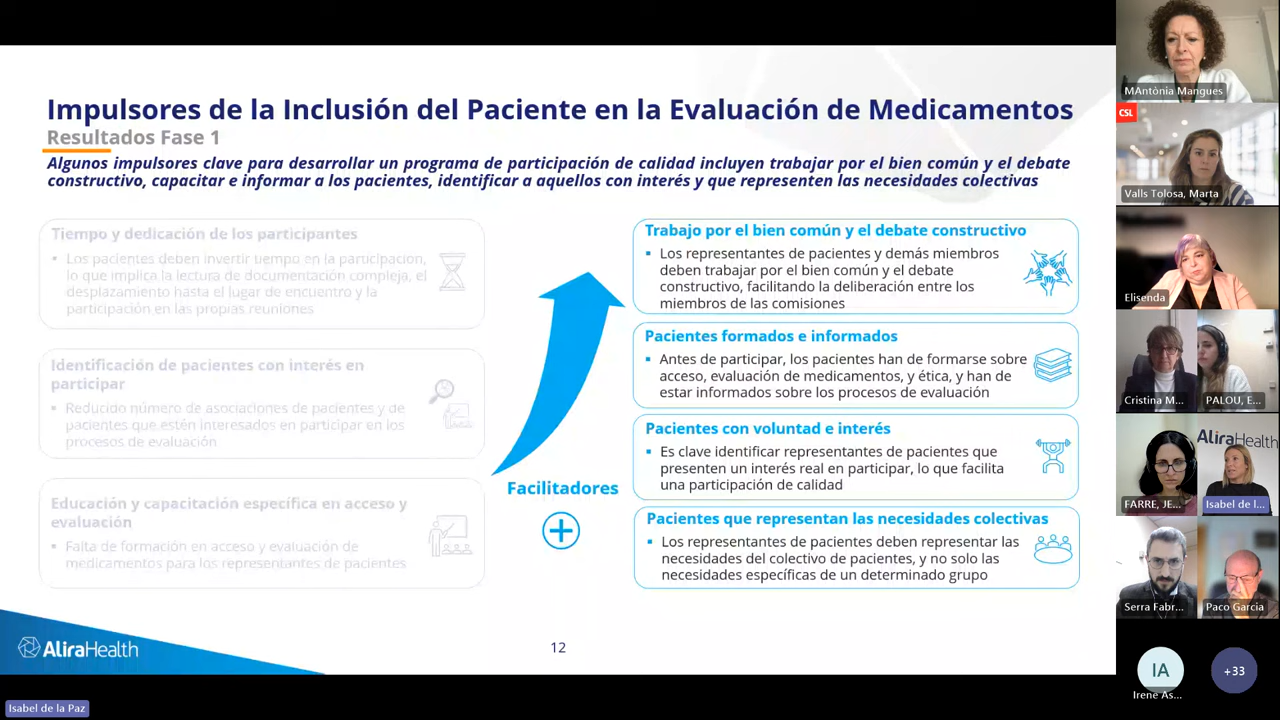 Impulsores de la Inclusión del Paciente en la Evaluación de Medicamentos
Resultados Fase 1
Algunos impulsores clave para desarrollar un programa de participación de calidad incluyen trabajar por el bien común y el debate
constructivo, capacitar e informar a los pacientes, identificar a aquellos con interés y que representen las necesidades colectivas
Tiempo y dedicación de los participantes
▪ Los pacientes deben invertir tiempo en la participación,
lo que implica la lectura de documentación compleja, el
desplazamiento hasta el lugar de encuentro y la
participación en las propias reuniones
Identificación de pacientes con interés en
participar
▪ Reducido número de asociaciones de pacientes y de
pacientes que estén interesados en participar en los
procesos de evaluación
Educación y capacitación específica en acceso y
evaluación
▪ Falta de formación en acceso y evaluación de
medicamentos para los representantes de pacientes
Facilitadores
Trabajo por el bien común y el debate constructivo
▪ Los representantes de pacientes y demás miembros
deben trabajar por el bien común y el debate
constructivo, facilitando la deliberación entre los
miembros de las comisiones
Pacientes formados e informados
▪ Antes de participar, los pacientes han de formarse sobre
acceso, evaluación de medicamentos, y ética, y han de
estar informados sobre los procesos de evaluación
Pacientes con voluntad e interés
▪ Es clave identificar representantes de pacientes que
presenten un interés real en participar, lo que facilita
una participación de calidad
Pacientes que representan las necesidades colectivas
▪ Los representantes de pacientes deben representar las
necesidades del colectivo de pacientes, y no solo las
necesidades específicas de un determinado grupo
AliraHealth
12
Isabel de la Paz
MAntònia Mangues
CSL
Valls Tolosa, Marta
Elisenda
Cristina M...
PALOU, E...
AliraHealth
FARRE, JE...
Isabel de l...
Serra Fabr...
Paco Garcia
IA
Irene As...
+33